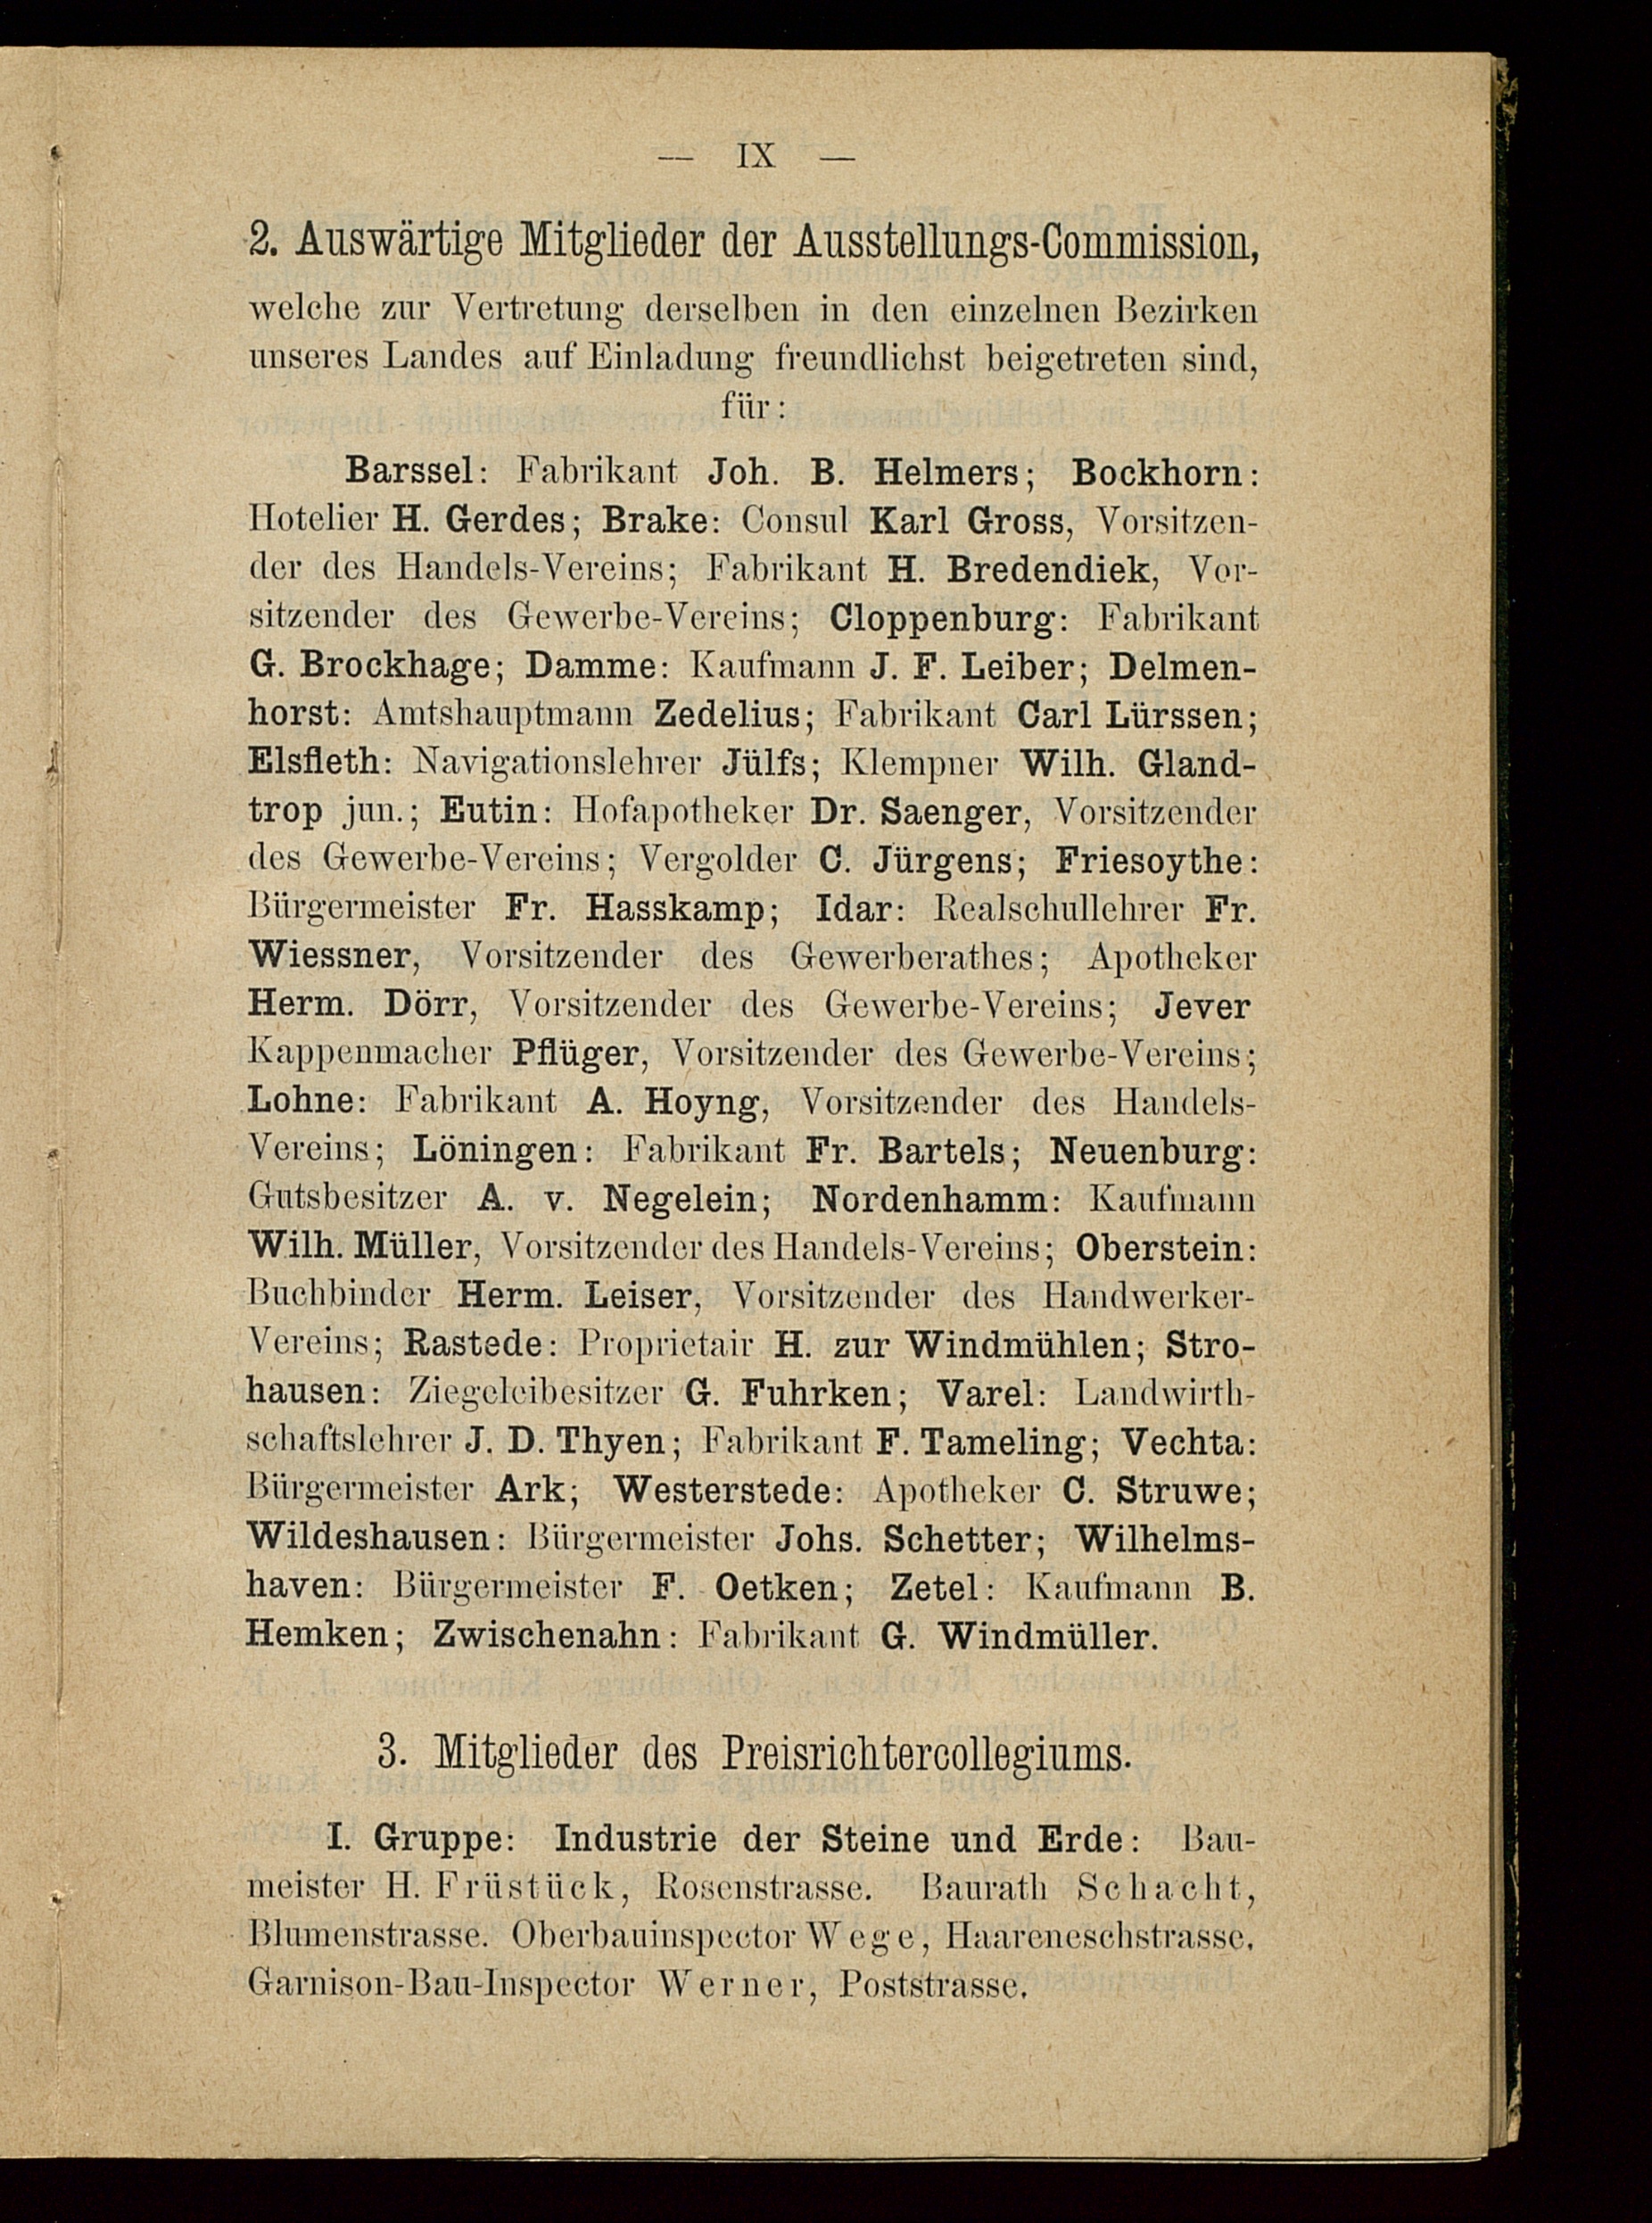 — IX —
2. Auswärtige Mitglieder der Ausstellungs-Commission,
welche zur Vertretung derselben in den einzelnen Bezirken
unseres Landes auf Einladung freundlichst beigetreten sind,
für:
Barssel: Fabrikant Joh. B. Helmers; Bockhorn:
Hotelier H. Gerdes; Brake: Consul Karl Gross, Vorsitzen-
der des Handels-Vereins; Fabrikant H. Bredendiek, Vor-
sitzender des Gewerbe-Vereins; Cloppenburg: Fabrikant
G. Brockhage; Damme: Kaufmann J. F. Leiber; Delmen-
horst: Amtshauptmann Zedelius; Fabrikant Carl Lürssen;
Elsfleth: Navigationslehrer Jülfs; Klempner Wilh. Gland-
trop jun.; Eutin: Hofapotheker Dr. Saenger, Vorsitzender
des Gewerbe-Vereins; Vergolder C. Jürgens; Friesoythe:
Bürgermeister Fr. Hasskamp; Idar: Realschullehrer Fr.
Wiessner, Vorsitzender des Gewerberathes; Apotheker
Herm. Dörr, Vorsitzender des Gewerbe-Vereins; Jever
Kappenmacher Pflüger, Vorsitzender des Gewerbe-Vereins;
Lohne: Fabrikant A. Hoyng, Vorsitzender des Handels-
Vereins; Löningen: Fabrikant Fr. Bartels; Neuenburg:
Gutsbesitzer A. v. Negelein; Nordenhamm: Kaufmann
Wilh. Müller, Vorsitzender des Handels-Vereins; Oberstein:
Buchbinder Herm. Leiser, Vorsitzender des Handwerker-
Vereins; Rastede: Proprietair H. zur Windmühlen; Stro-
hausen: Ziegeleibesitzer G. Fuhrken; Varel: Landwirth-
schaftslehrer J. D. Thyen; Fabrikant F. Tameling; Vechta:
Bürgermeister Ark; Westerstede: Apotheker C. Struwe;
Wildeshausen: Bürgermeister Johs. Schetter; Wilhelms-
haven: Bürgermeister F. Oetken; Zetel: Kaufmann B.
Hemken; Zwischenahn: Fabrikant G. Windmüller.
3. Mitglieder des Preisrichtercollegiums.
I. Gruppe: Industrie der Steine und Erde: Bau-
meister H. Früstück, Rosenstrasse. Baurath Schacht,
Blumenstrasse. Oberbauinspector Wege, Haareneschstrasse.
Garnison-Bau-Inspector Werner, Poststrasse.